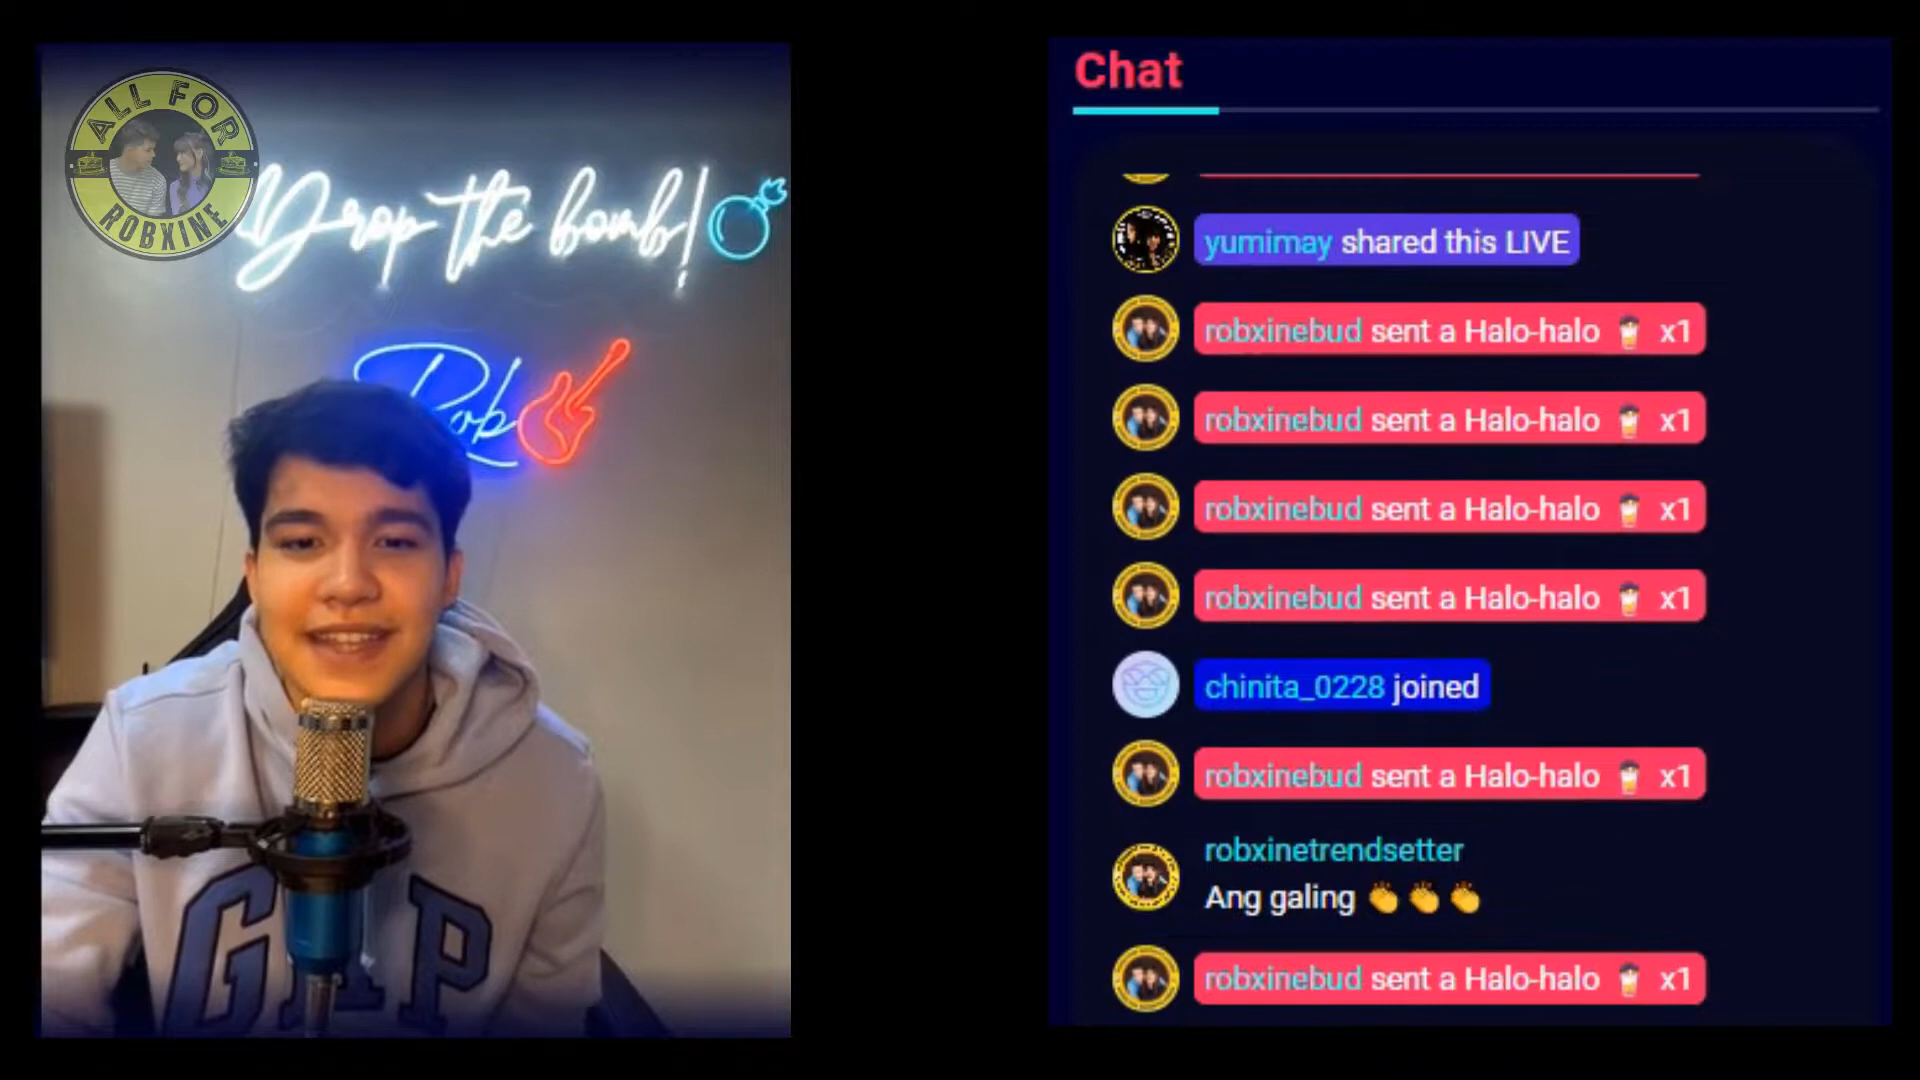 ALL FOR
ROBXINE
Drop the bomb!
Rob
GAP
Chat
yumimay shared this LIVE
robxinebud sent a Halo-halo x1
robxinebud sent a Halo-halo x1
robxinebud sent a Halo-halo x1
robxinebud sent a Halo-halo x1
chinita_0228 joined
robxinebud sent a Halo-halo x1
robxinetrendsetter
Ang galing 👏👏👏
robxinebud sent a Halo-halo x1